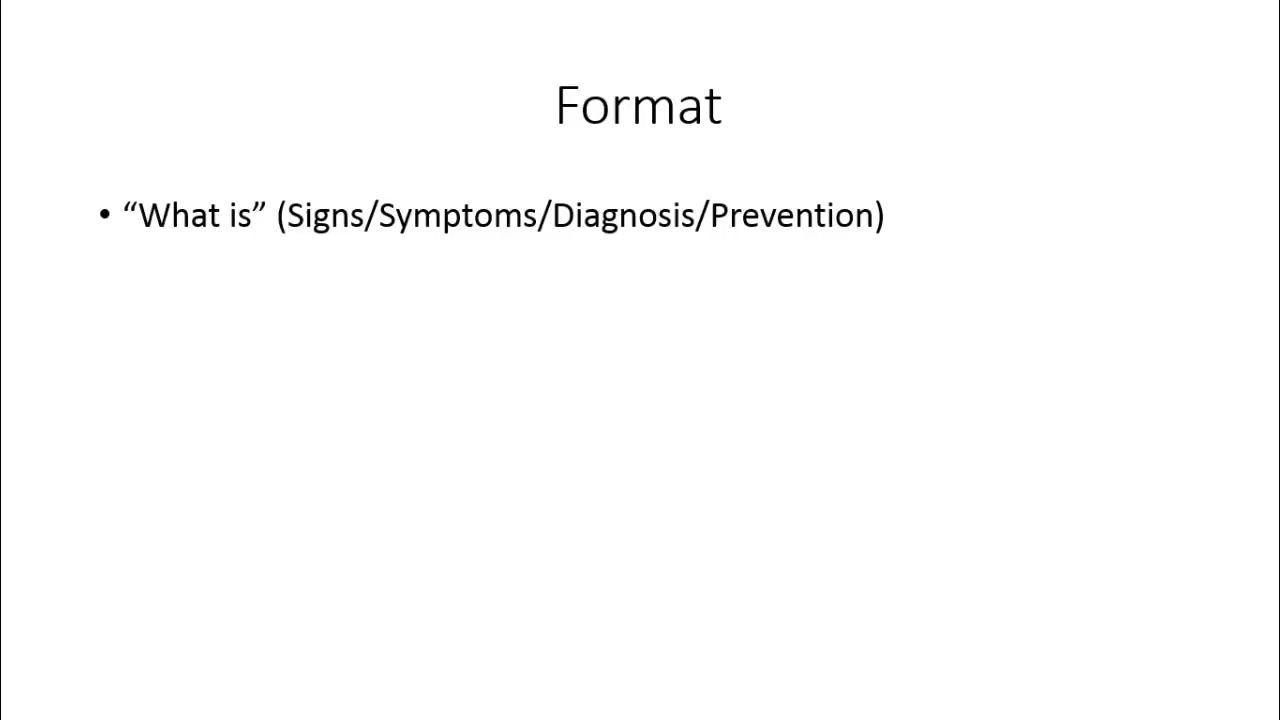 Format
• “What is” (Signs/Symptoms/Diagnosis/Prevention)